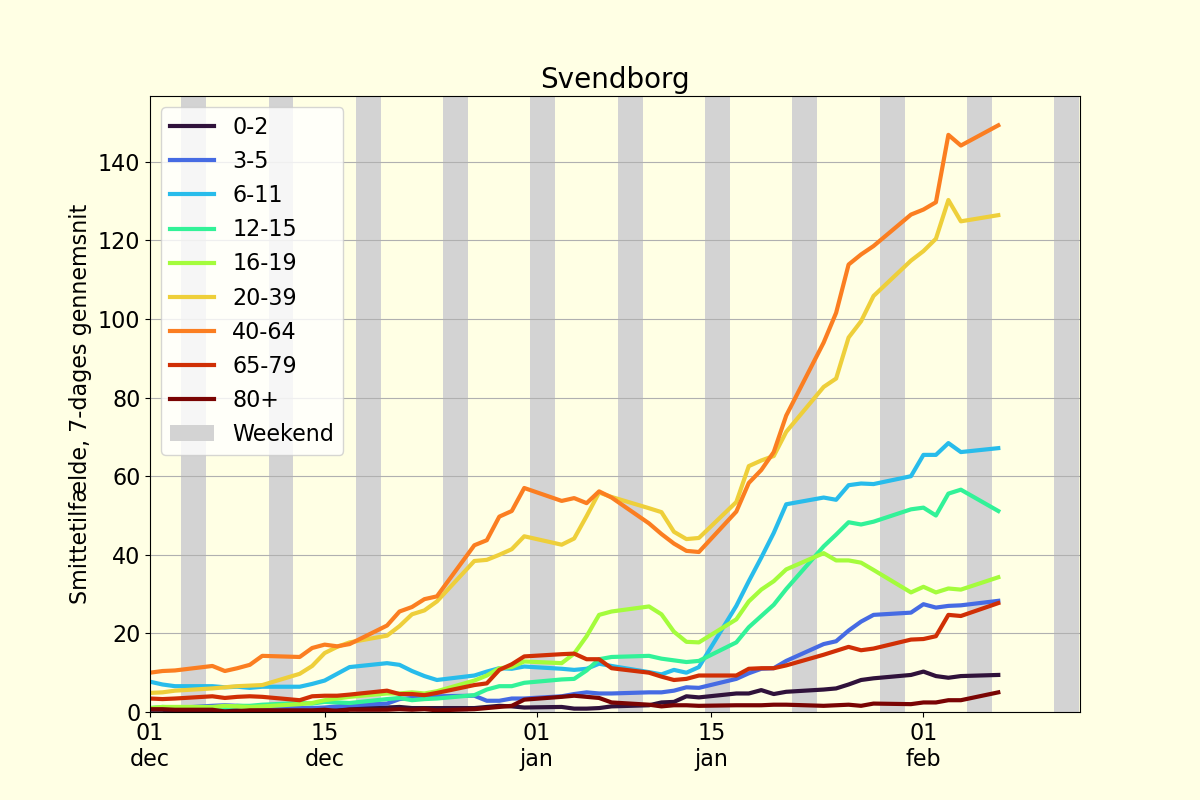 Svendborg
Smittetilfælde, 7-dages gennemsnit
140
120
100
80
60
40
20
0
0-2
3-5
6-11
12-15
16-19
20-39
40-64
65-79
80+
Weekend
01
dec
15
dec
01
jan
15
jan
01
feb